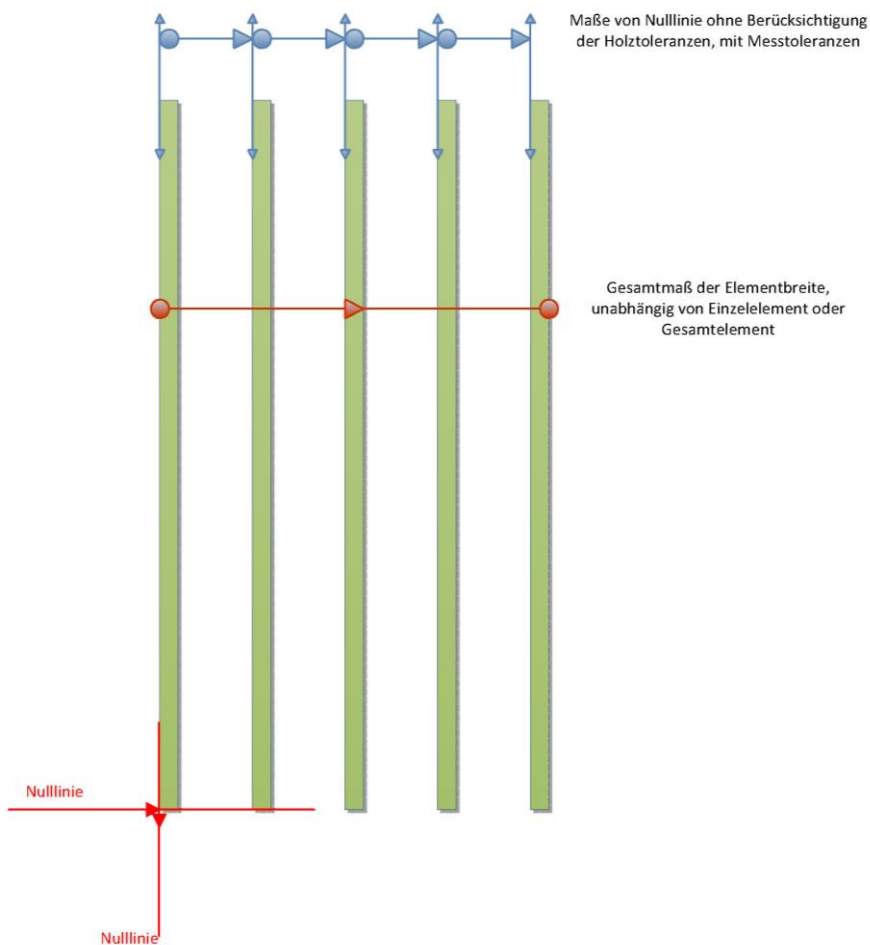 Maße von Nulllinie ohne Berücksichtigung
der Holztoleranzen, mit Messtoleranzen
Gesamtmaß der Elementbreite,
unabhängig von Einzelelement oder
Gesamtelement
Nulllinie
Nulllinie